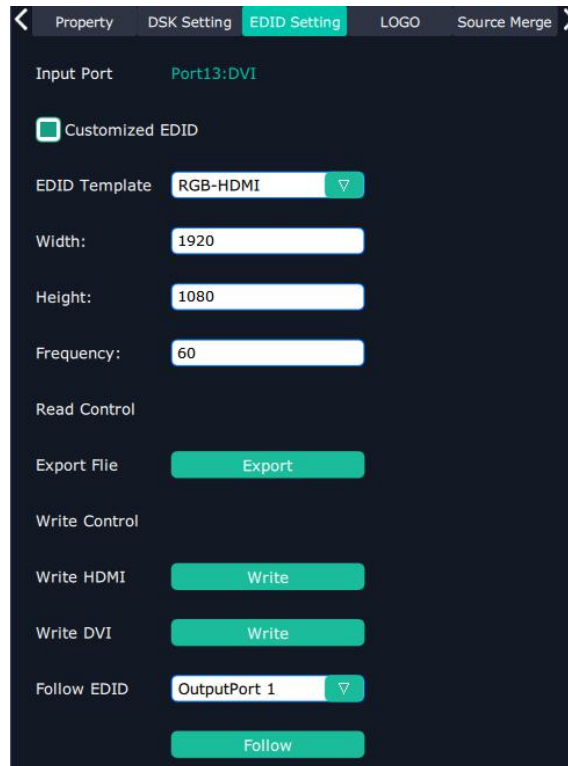 Property DSK Setting EDID Setting LOGO Source Merge
Input Port Port13:DVI
Customized EDID
EDID Template RGB-HDMI
Width: 1920
Height: 1080
Frequency: 60
Read Control
Export Flie Export
Write Control
Write HDMI Write
Write DVI Write
Follow EDID OutputPort 1
Follow